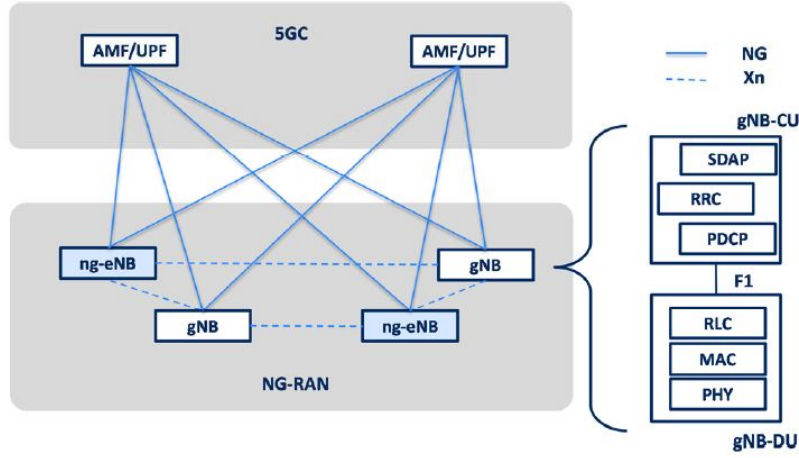 5GC
AMF/UPF
AMF/UPF
NG
Xn
gNB-CU
SDAP
RRC
PDCP
F1
ng-eNB
gNB
gNB
ng-eNB
NG-RAN
RLC
MAC
PHY
gNB-DU